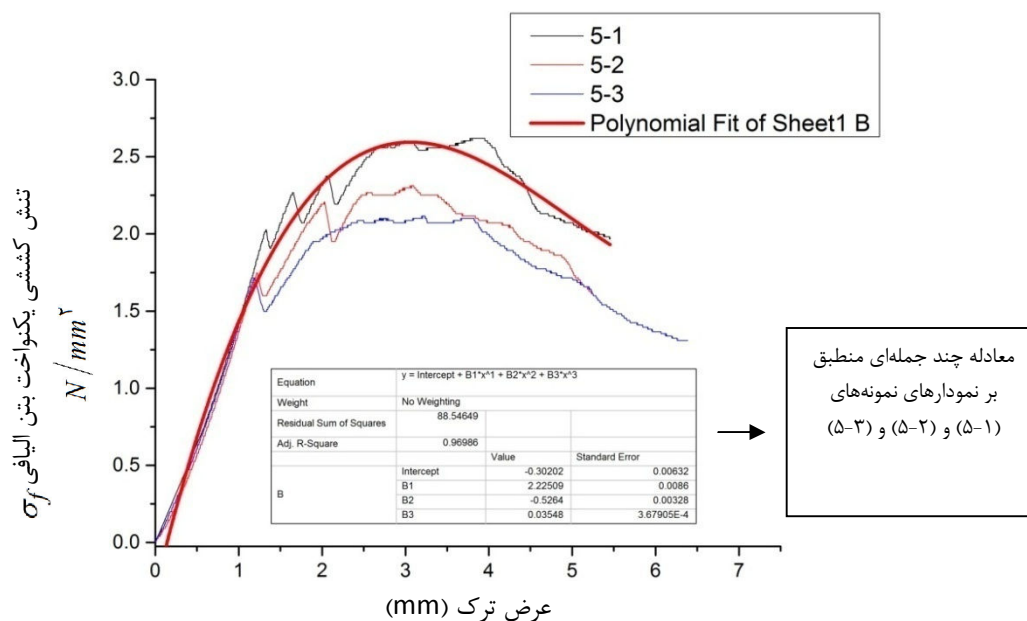 5-1
5-2
5-3
Polynomial Fit of Sheet1 B
3.0
2.5
2.0
1.5
1.0
0.5
0.0
تنش کششی یکنواخت بتن الیافی σf
N / mm۲
Equation y = Intercept + B1*x^1 + B2*x^2 + B3*x^3
Weight No Weighting
Residual Sum of Squares 88.54649
Adj. R-Square 0.96986
Value Standard Error
B Intercept -0.30202 0.00632
B1 2.22509 0.0086
B2 -0.5264 0.00328
B3 0.03548 3.67905E-4
معادله چند جمله‌ای منطبق
بر نمودارهای نمونه‌های
(۵-۱) و (۵-۲) و (۵-۳)
0 1 2 3 4 5 6 7
عرض ترک (mm)